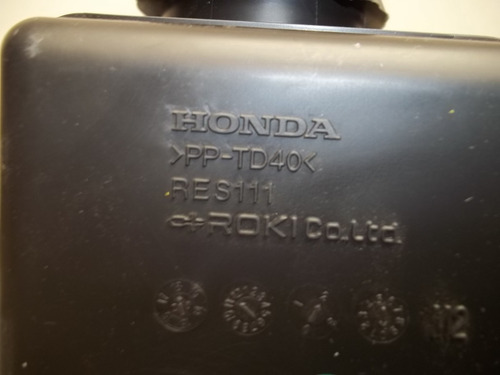 HONDA
>PP-TD40<
RES111
ROKI Co.Ltd.